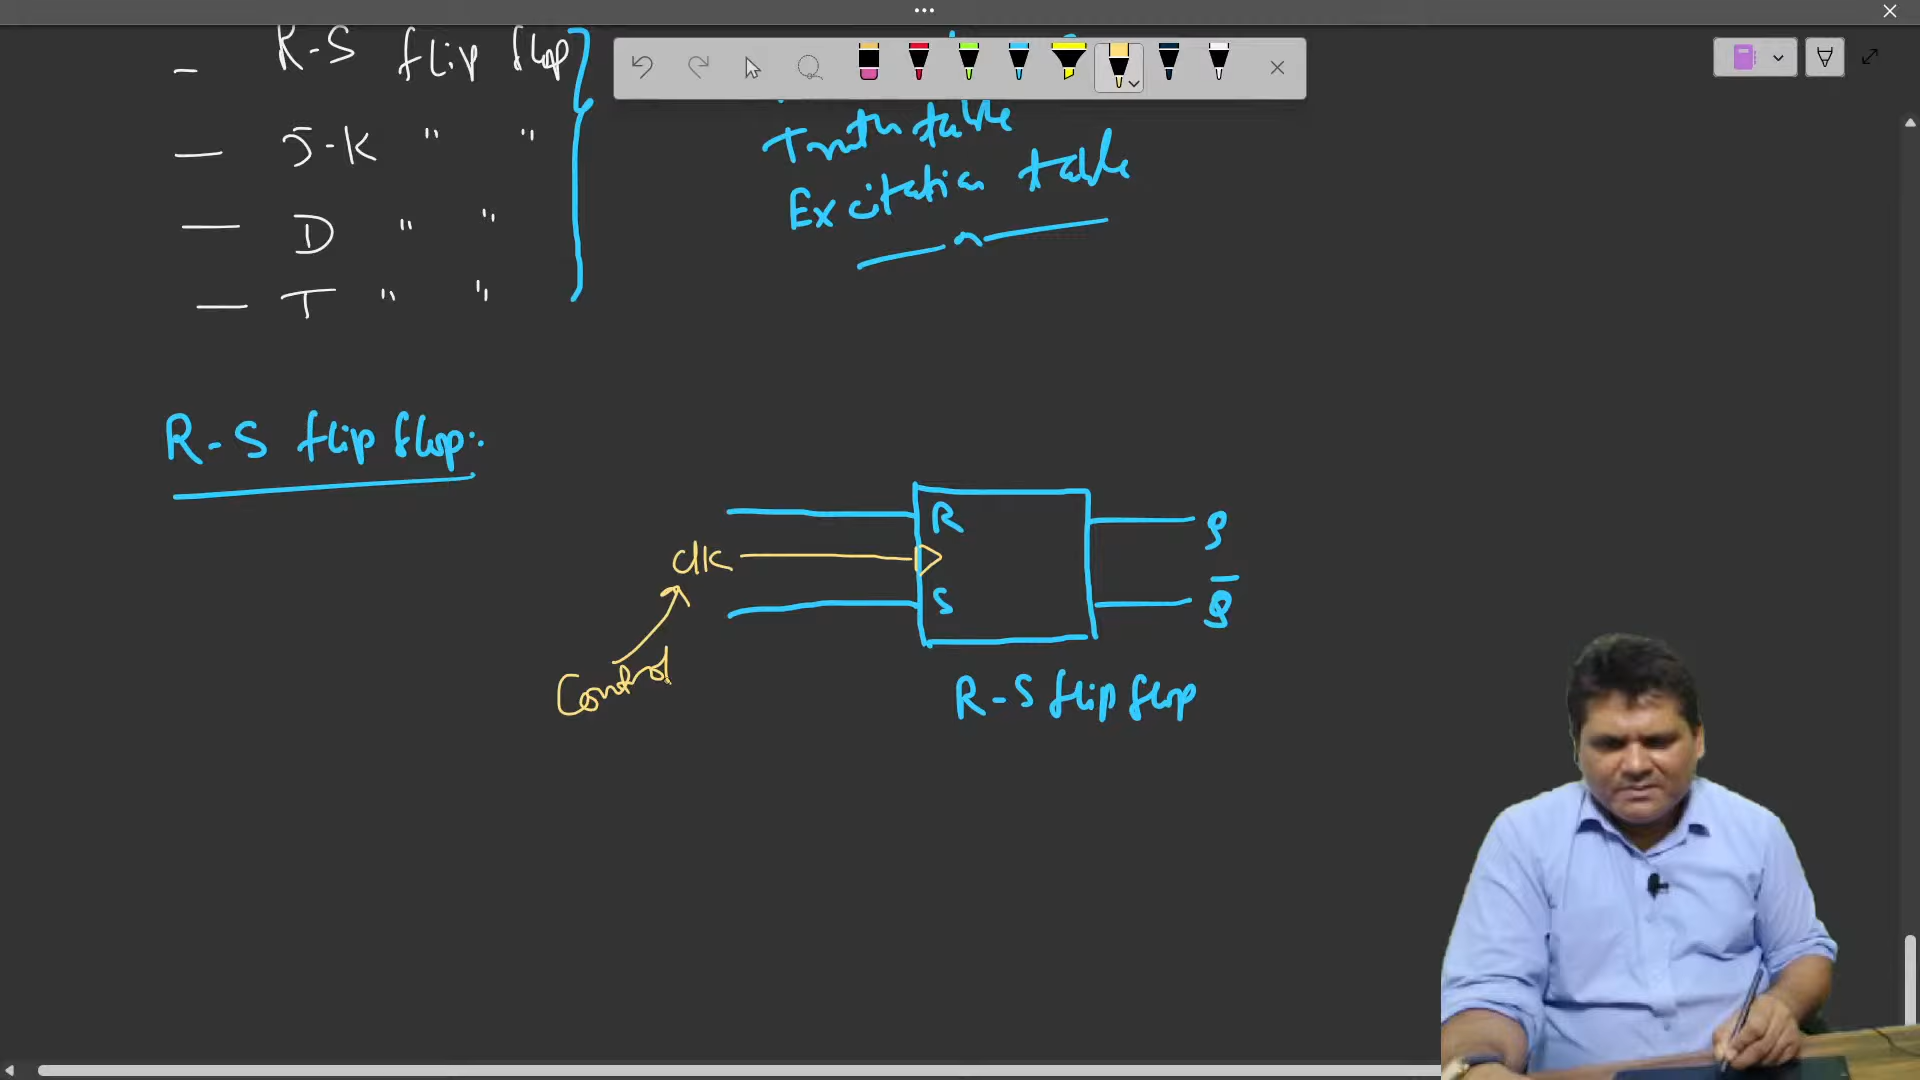 - R-S flip flop
— J-K " "
— D " "
— T " "
Truth table
Excitation table
R-S flip flop:
R
clk
S
Q
Q̅
Control
R-S flip flop